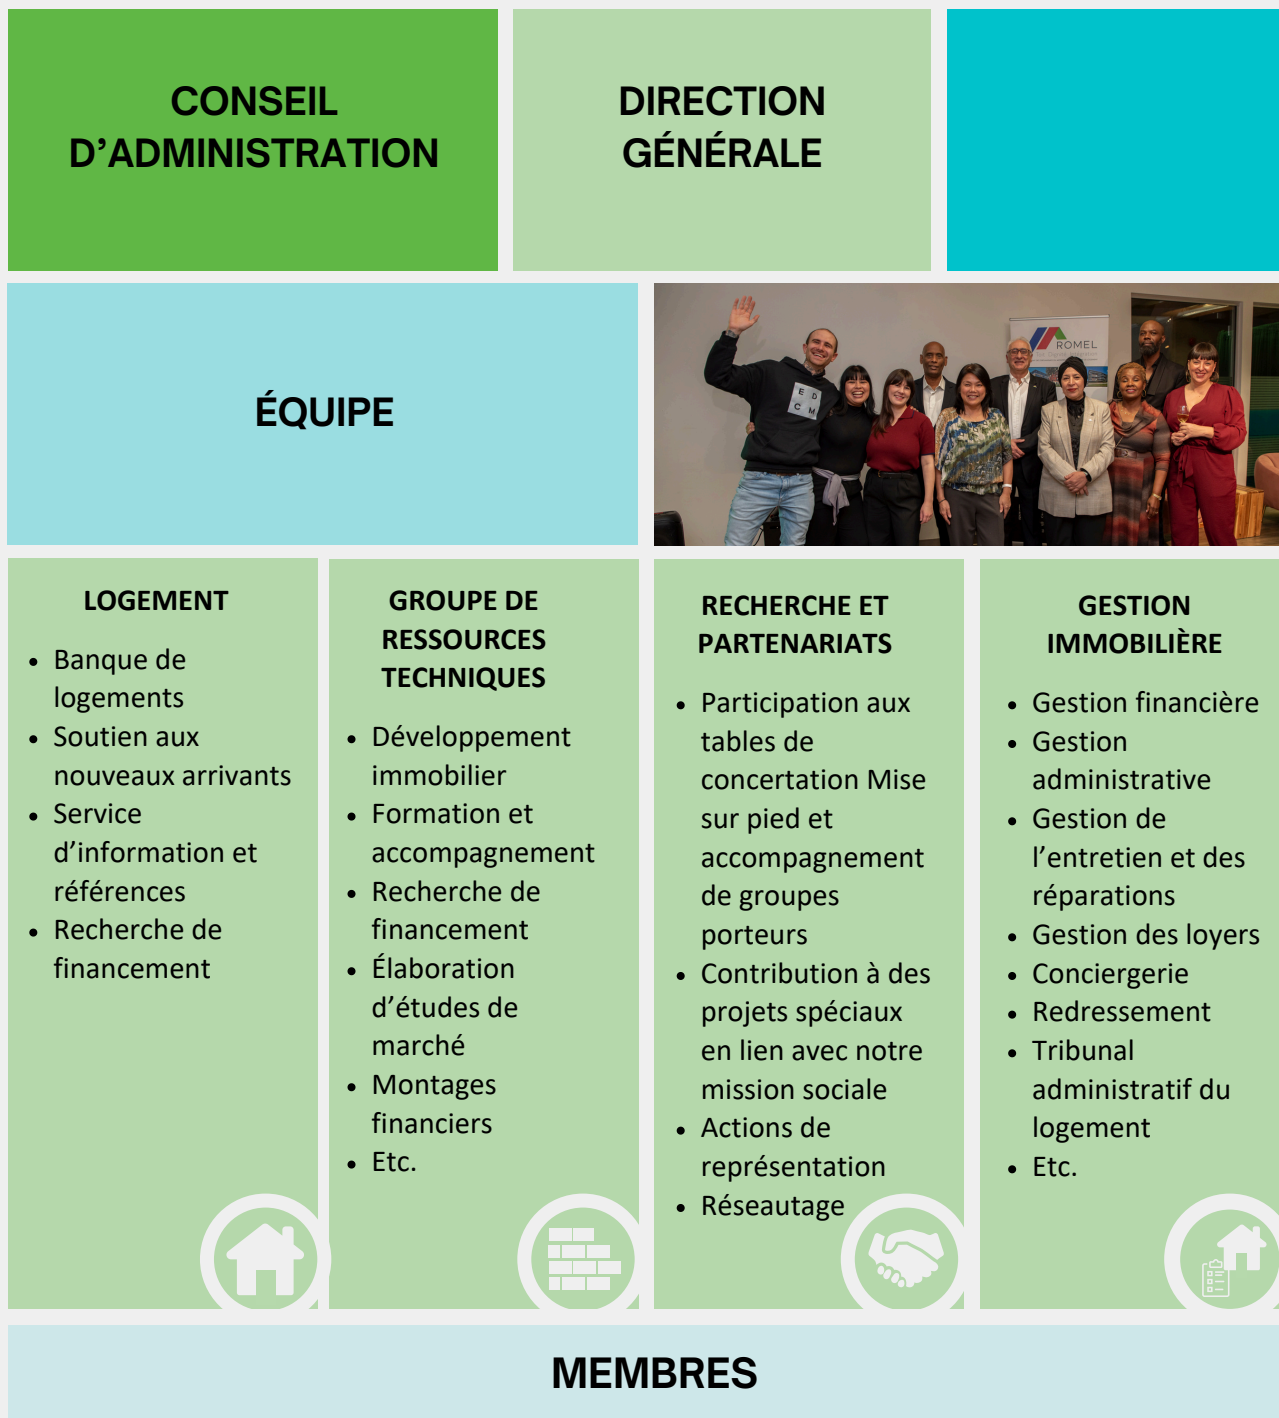 CONSEIL
D’ADMINISTRATION
DIRECTION
GÉNÉRALE
ÉQUIPE
ROMEL
E D
C M
LOGEMENT
• Banque de
logements
• Soutien aux
nouveaux arrivants
• Service
d’information et
références
• Recherche de
financement
GROUPE DE
RESSOURCES
TECHNIQUES
• Développement
immobilier
• Formation et
accompagnement
• Recherche de
financement
• Élaboration
d’études de
marché
• Montages
financiers
• Etc.
RECHERCHE ET
PARTENARIATS
• Participation aux
tables de
concertation Mise
sur pied et
accompagnement
de groupes
porteurs
• Contribution à des
projets spéciaux
en lien avec notre
mission sociale
• Actions de
représentation
• Réseautage
GESTION
IMMOBILIÈRE
• Gestion financière
• Gestion
administrative
• Gestion de
l’entretien et des
réparations
• Gestion des loyers
• Conciergerie
• Redressement
• Tribunal
administratif du
logement
• Etc.
MEMBRES